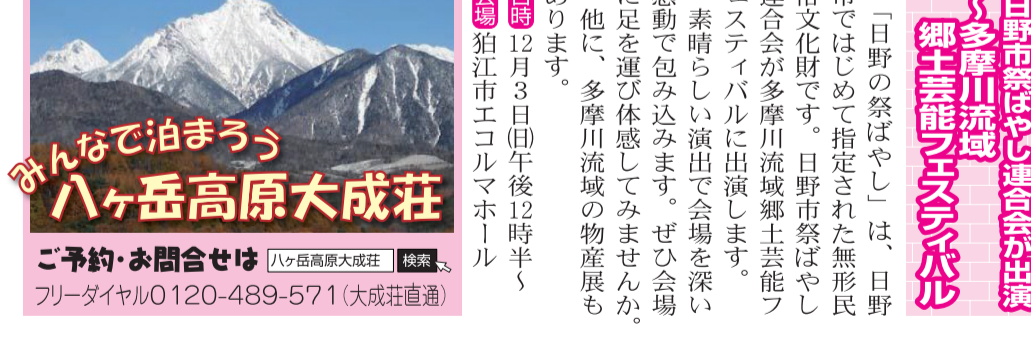 日野市祭ばやし連合会が出演
～多摩川流域
郷土芸能フェスティバル
「日野の祭ばやし」は、日野
市ではじめて指定された無形民
俗文化財です。日野市祭ばやし
連合会が多摩川流域郷土芸能フ
ェスティバルに出演します。
素晴らしい演出で会場を深い
感動で包み込みます。ぜひ会場
に足を運び体感してみませんか。
他に、多摩川流域の物産展も
あります。
日時 12月3日㈰午後12時半～
会場 狛江市エコルマホール
みんなで泊まろう
八ヶ岳高原大成荘
ご予約・お問合せは 八ヶ岳高原大成荘 検索
フリーダイヤル0120-489-571（大成荘直通）